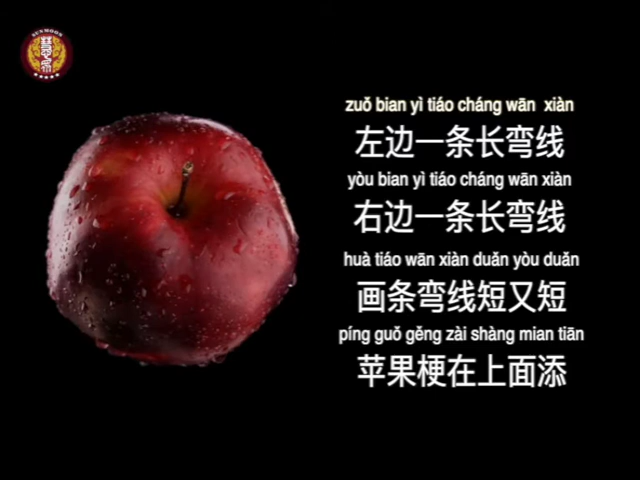 SUN MOON
zuǒ bian yì tiáo cháng wān xiàn
左边一条长弯线
yòu bian yì tiáo cháng wān xiàn
右边一条长弯线
huà tiáo wān xiàn duǎn yòu duǎn
画条弯线短又短
píng guǒ gěng zài shàng mian tiān
苹果梗在上面添